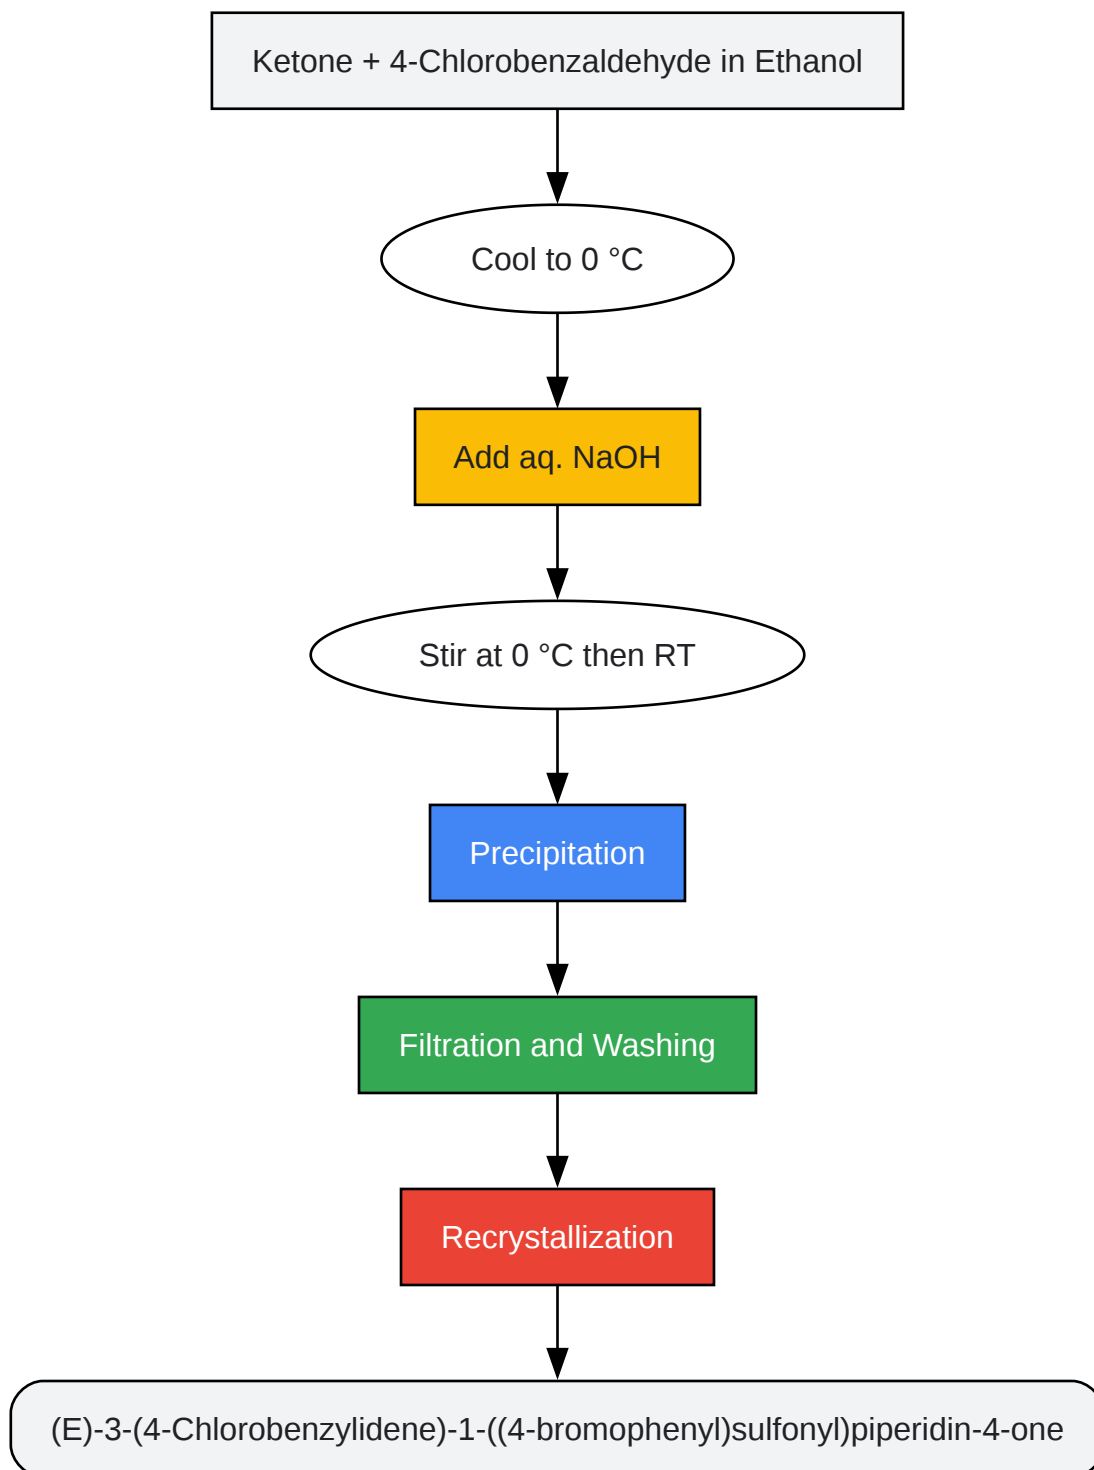 Ketone + 4-Chlorobenzaldehyde in Ethanol
Cool to 0 °C
Add aq. NaOH
Stir at 0 °C then RT
Precipitation
Filtration and Washing
Recrystallization
(E)-3-(4-Chlorobenzylidene)-1-((4-bromophenyl)sulfonyl)piperidin-4-one